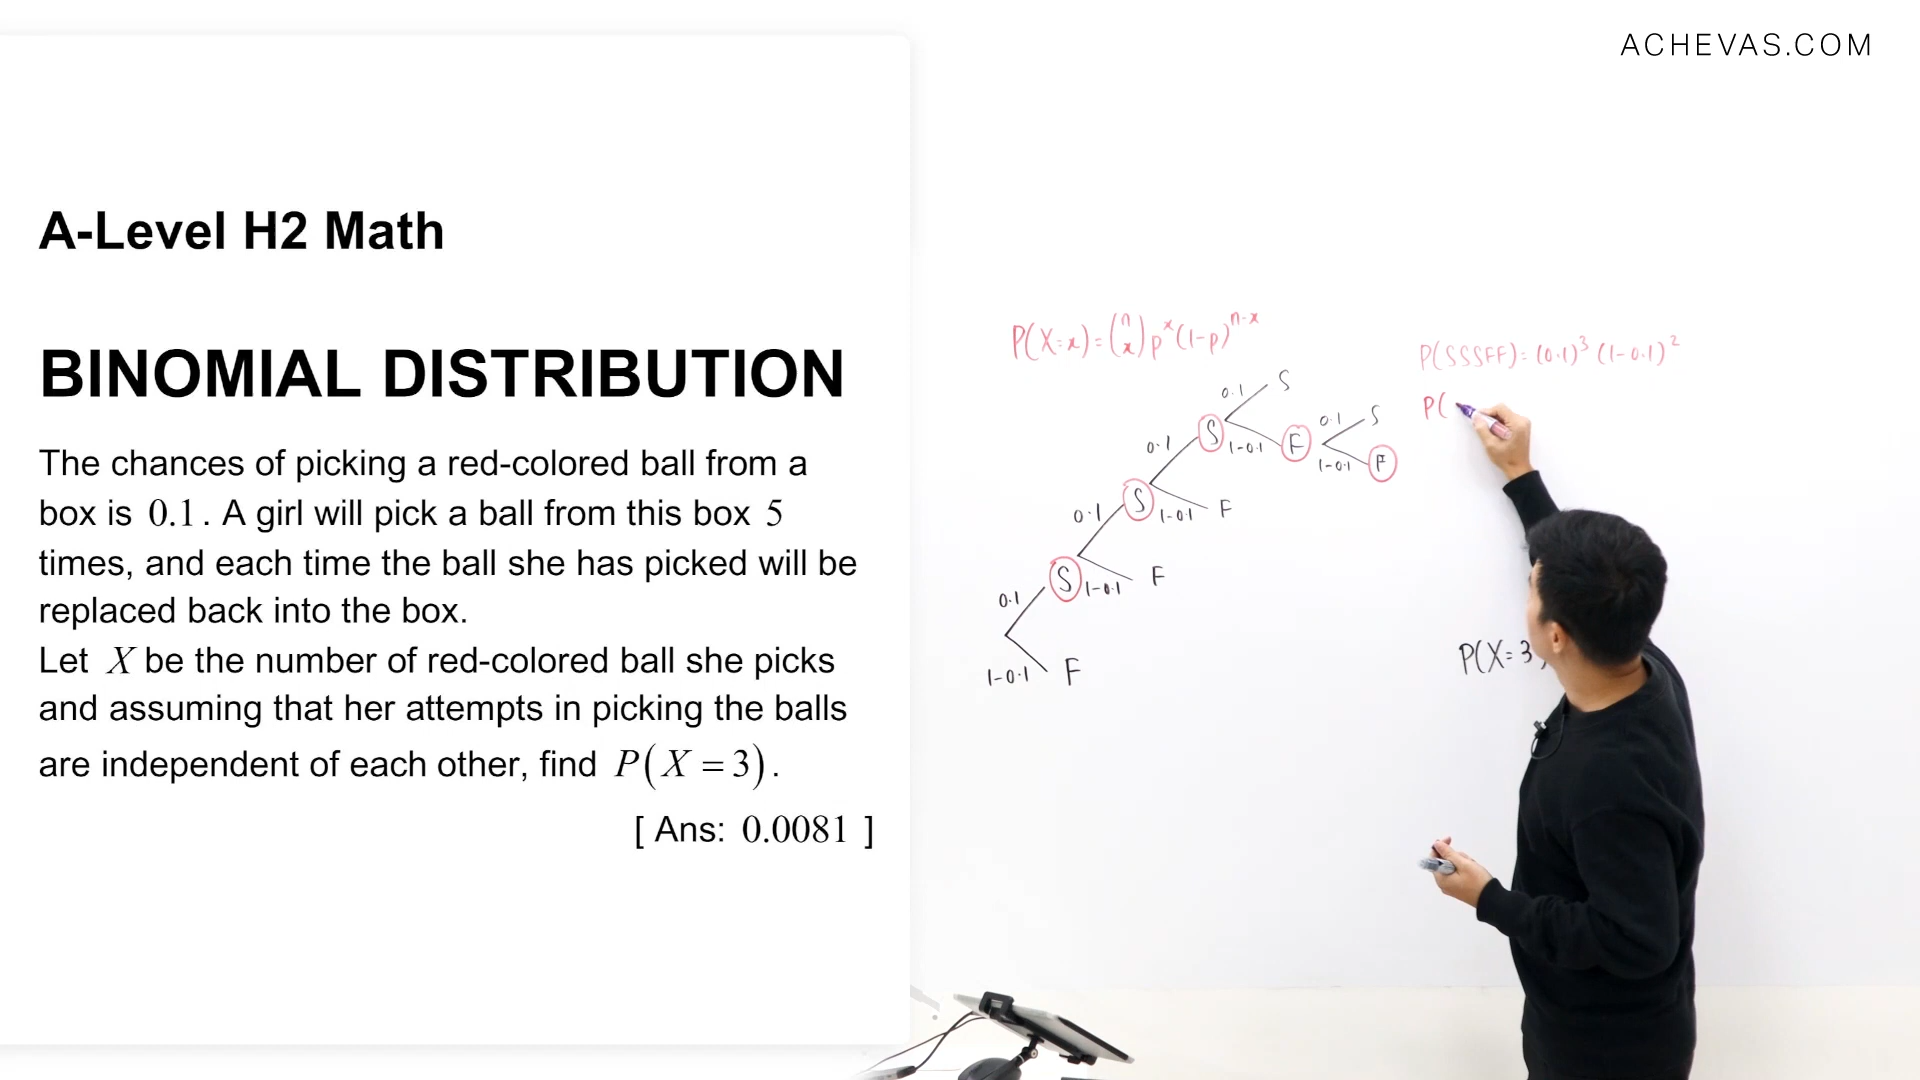 ACHEVAS.COM
A-Level H2 Math
BINOMIAL DISTRIBUTION
The chances of picking a red-colored ball from a
box is 0.1. A girl will pick a ball from this box 5
times, and each time the ball she has picked will be
replaced back into the box.
Let X be the number of red-colored ball she picks
and assuming that her attempts in picking the balls
are independent of each other, find P(X = 3).
[ Ans: 0.0081 ]
P(X=x)=(n x)p^x(1-p)^n-x
P(SSSFF)=(0.1)^3(1-0.1)^2
P(
0.1 S
0.1 S 1-0.1 F 0.1 S
1-0.1 F
0.1 S 1-0.1 F
0.1 S 1-0.1 F
1-0.1 F
P(X=3)